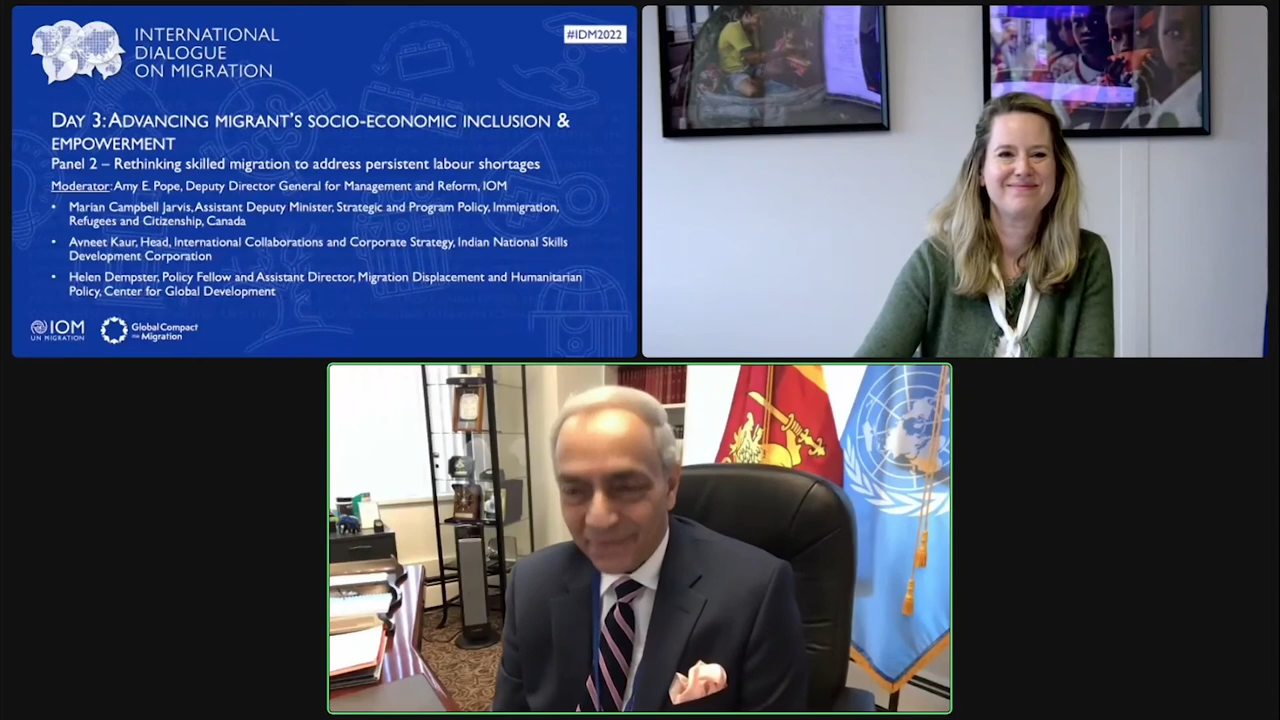 INTERNATIONAL
DIALOGUE
ON MIGRATION
#IDM2022
DAY 3: ADVANCING MIGRANT'S SOCIO-ECONOMIC INCLUSION &
EMPOWERMENT
Panel 2 – Rethinking skilled migration to address persistent labour shortages
Moderator: Amy E. Pope, Deputy Director General for Management and Reform, IOM
• Marian Campbell Jarvis, Assistant Deputy Minister, Strategic and Program Policy, Immigration,
Refugees and Citizenship, Canada
• Avneet Kaur, Head, International Collaborations and Corporate Strategy, Indian National Skills
Development Corporation
• Helen Dempster, Policy Fellow and Assistant Director, Migration Displacement and Humanitarian
Policy, Center for Global Development
IOM
UN MIGRATION
Global Compact
for Migration